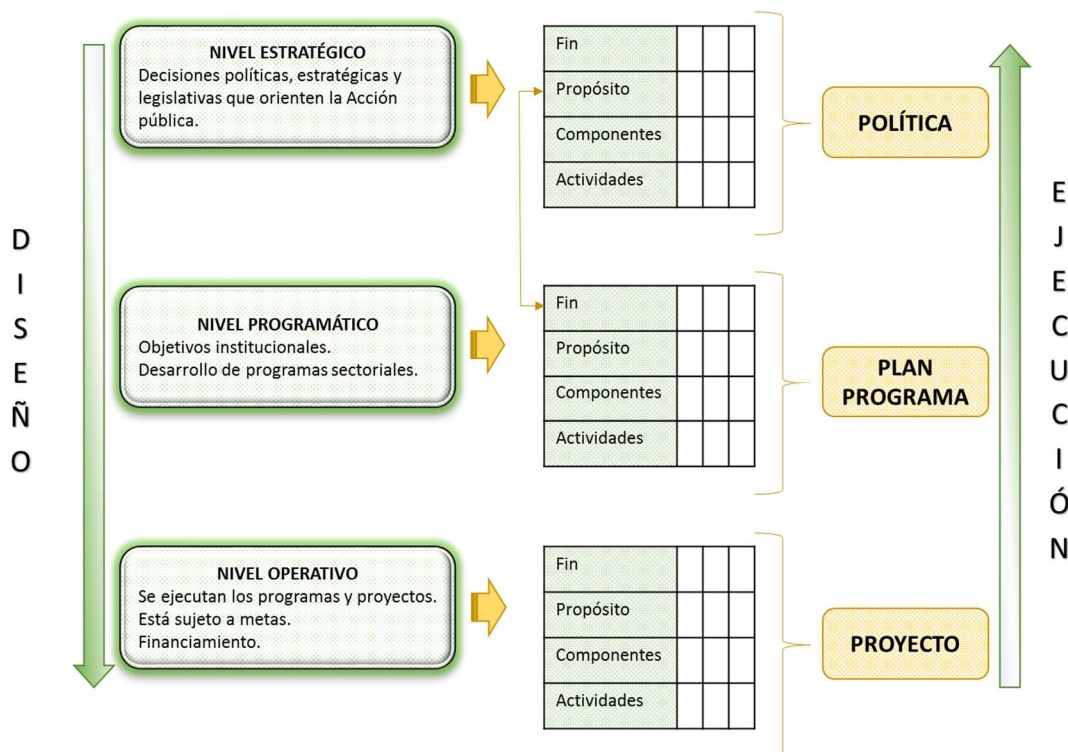 NIVEL ESTRATÉGICO
Decisiones políticas, estratégicas y
legislativas que orienten la Acción
pública.
Fin
Propósito
Componentes
Actividades
POLÍTICA
DISEÑO
EJECUCIÓN
NIVEL PROGRAMÁTICO
Objetivos institucionales.
Desarrollo de programas sectoriales.
Fin
Propósito
Componentes
Actividades
PLAN
PROGRAMA
NIVEL OPERATIVO
Se ejecutan los programas y proyectos.
Está sujeto a metas.
Financiamiento.
Fin
Propósito
Componentes
Actividades
PROYECTO